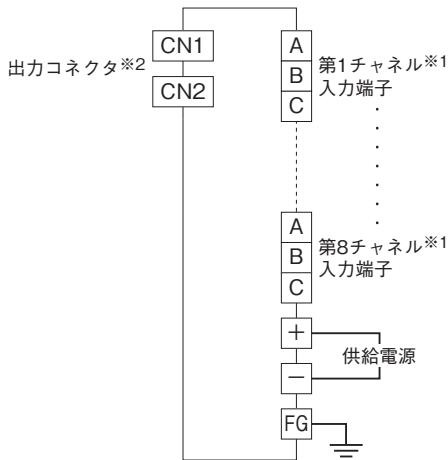 CN1
出力コネクタ※2
CN2
A
B
C
第1チャネル※1
入力端子
A
B
C
第8チャネル※1
入力端子
＋
供給電源
－
FG